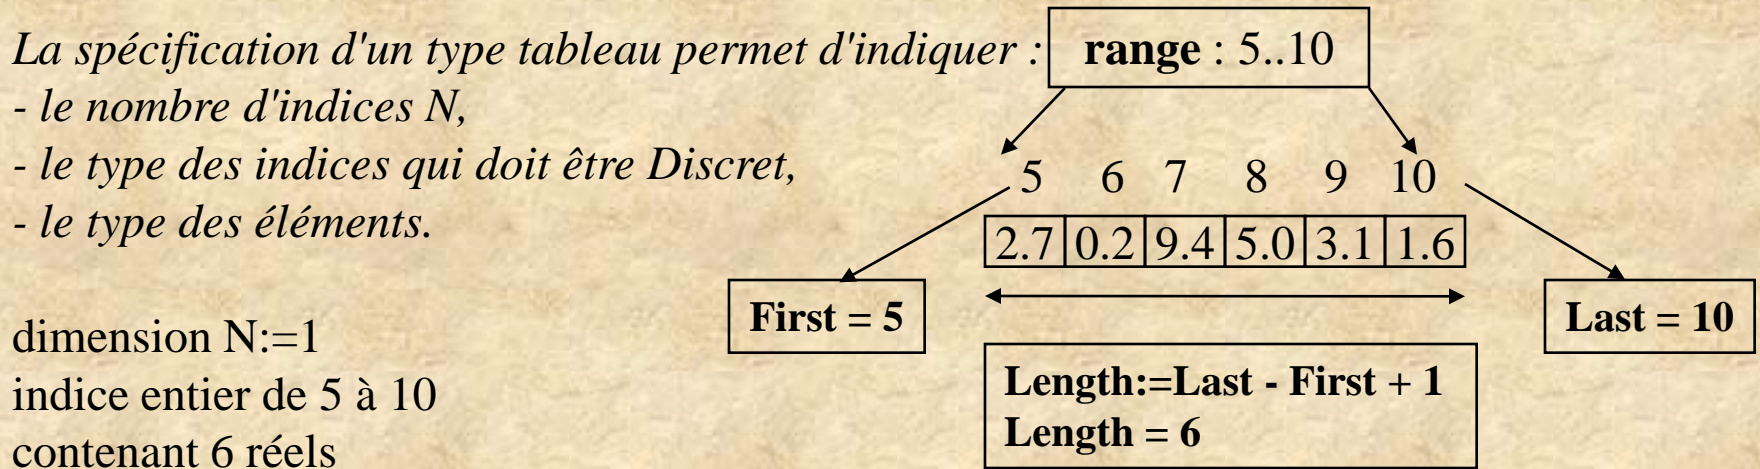 La spécification d'un type tableau permet d'indiquer :
- le nombre d'indices N,
- le type des indices qui doit être Discret,
- le type des éléments.
dimension N:=1
indice entier de 5 à 10
contenant 6 réels
range : 5..10
5 6 7 8 9 10
2.7 0.2 9.4 5.0 3.1 1.6
First = 5
Last = 10
Length:=Last - First + 1
Length = 6